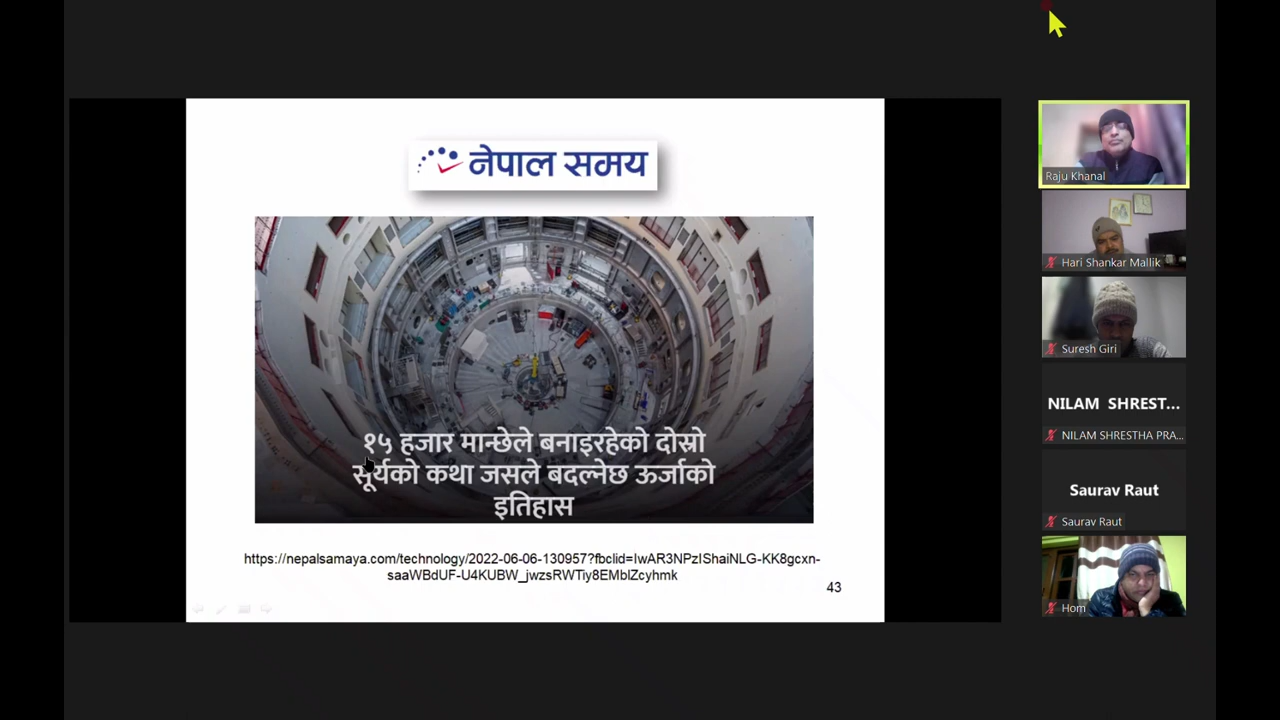 नेपाल समय
१५ हजार मान्छेले बनाइरहेको दोस्रो
सूर्यको कथा जसले बदल्नेछ ऊर्जाको
इतिहास
https://nepalsamaya.com/technology/2022-06-06-130957?fbclid=IwAR3NPzIShaiNLG-KK8gcxn-
saaWBdUF-U4KUBW_jwzsRWTiy8EMblZcyhmk
43
Raju Khanal
Hari Shankar Mallik
Suresh Giri
NILAM SHREST...
NILAM SHRESTHA PRA...
Saurav Raut
Saurav Raut
Hom